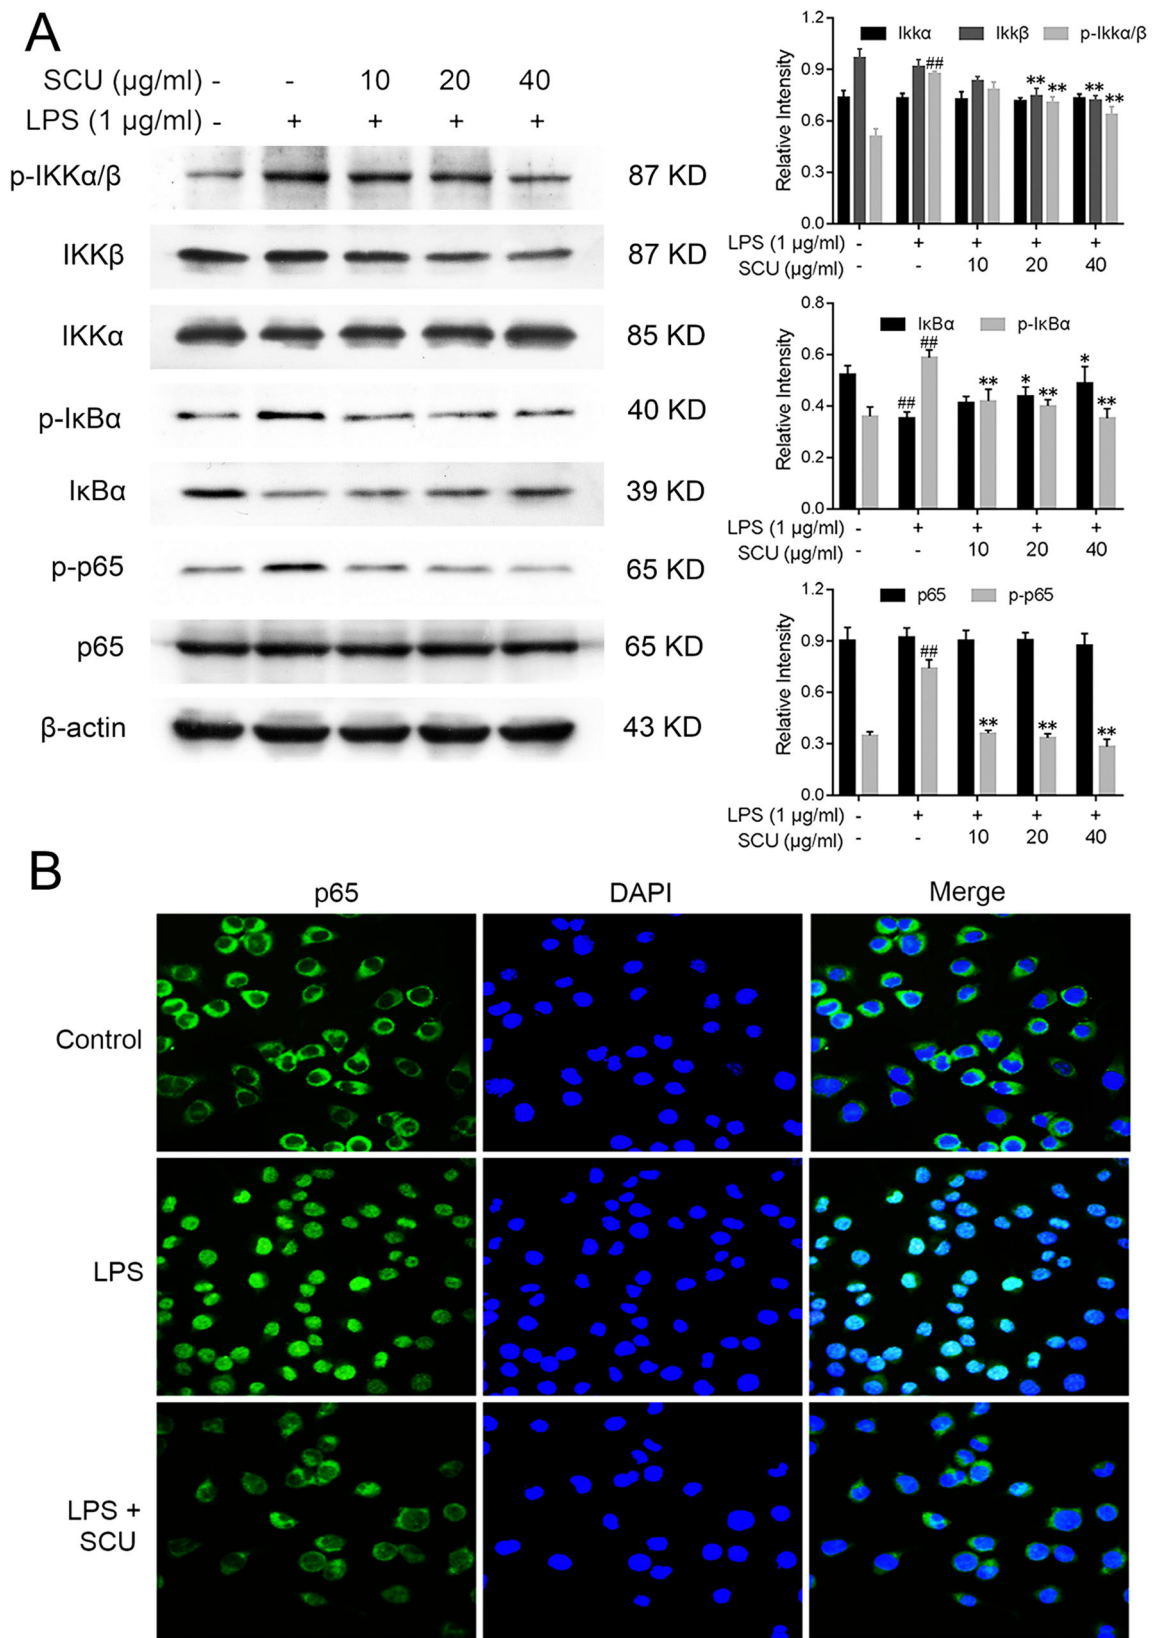 A
SCU (μg/ml) - - 10 20 40
LPS (1 μg/ml) - + + + +
p-IKKα/β 87 KD
IKKβ 87 KD
IKKα 85 KD
p-IκBα 40 KD
IκBα 39 KD
p-p65 65 KD
p65 65 KD
β-actin 43 KD
Ikkα Ikkβ p-Ikkα/β
Relative Intensity
1.2
0.9
0.6
0.3
0.0
##
** **
** **
LPS (1 μg/ml) - + + + +
SCU (μg/ml) - - 10 20 40
IκBα p-IκBα
Relative Intensity
0.8
0.6
0.4
0.2
0.0
## ##
**
* **
* **
LPS (1 μg/ml) - + + + +
SCU (μg/ml) - - 10 20 40
p65 p-p65
Relative Intensity
1.2
0.9
0.6
0.3
0.0
##
** ** **
LPS (1 μg/ml) - + + + +
SCU (μg/ml) - - 10 20 40
B
p65 DAPI Merge
Control
LPS
LPS +
SCU